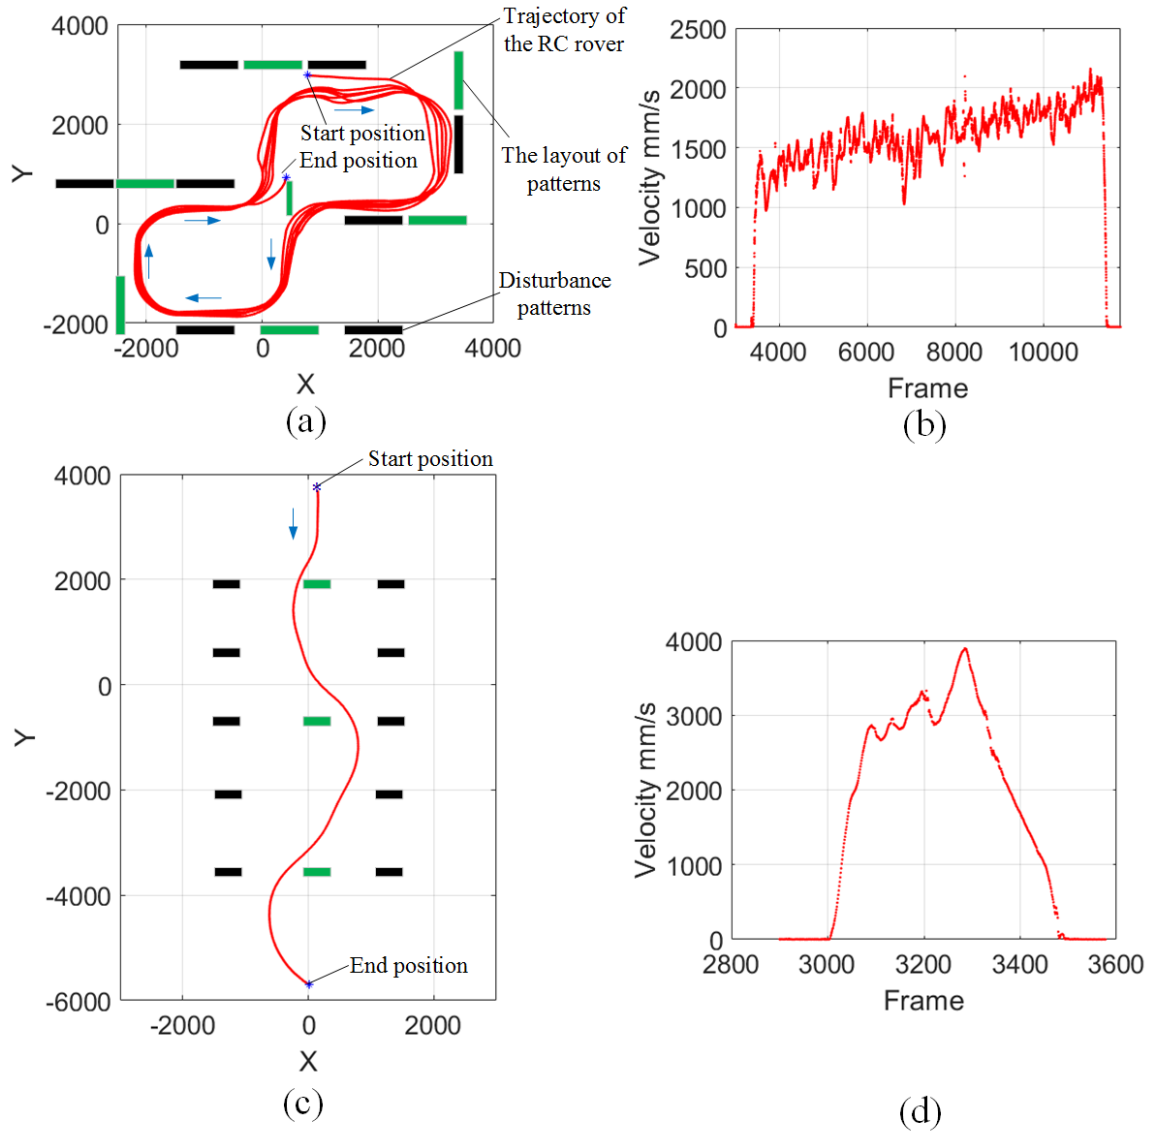 4000
2000
0
-2000
Y
-2000
0
2000
4000
X
Trajectory of
the RC rover
Start position
End position
The layout of
patterns
Disturbance
patterns
(a)
2500
2000
1500
1000
500
0
Velocity mm/s
4000
6000
8000
10000
Frame
(b)
4000
2000
0
-2000
-4000
-6000
Y
-2000
0
2000
X
Start position
End position
(c)
4000
3000
2000
1000
0
Velocity mm/s
2800
3000
3200
3400
3600
Frame
(d)